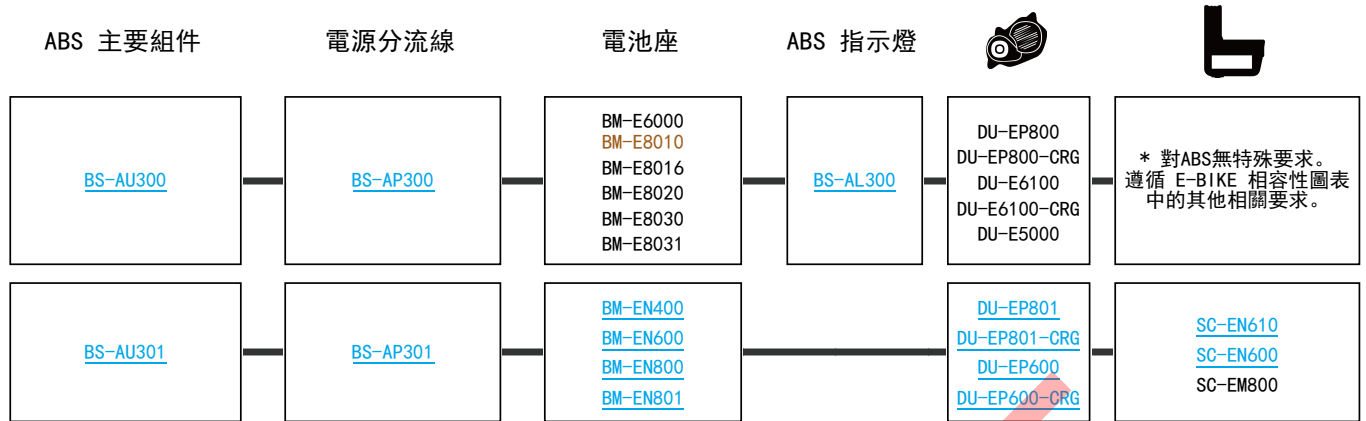 ABS 主要組件
電源分流線
電池座
ABS 指示燈
BS-AU300
BS-AP300
BM-E6000
BM-E8010
BM-E8016
BM-E8020
BM-E8030
BM-E8031
BS-AL300
DU-EP800
DU-EP800-CRG
DU-E6100
DU-E6100-CRG
DU-E5000
* 對ABS無特殊要求。
遵循 E-BIKE 相容性圖表
中的其他相關要求。
BS-AU301
BS-AP301
BM-EN400
BM-EN600
BM-EN800
BM-EN801
DU-EP801
DU-EP801-CRG
DU-EP600
DU-EP600-CRG
SC-EN610
SC-EN600
SC-EM800